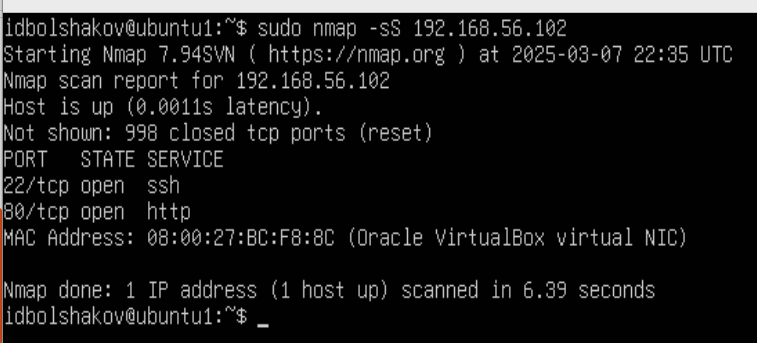 idbolshakov@ubuntu1:~$ sudo nmap -sS 192.168.56.102
Starting Nmap 7.94SVN ( https://nmap.org ) at 2025-03-07 22:35 UTC
Nmap scan report for 192.168.56.102
Host is up (0.0011s latency).
Not shown: 998 closed tcp ports (reset)
PORT   STATE SERVICE
22/tcp open  ssh
80/tcp open  http
MAC Address: 08:00:27:BC:F8:8C (Oracle VirtualBox virtual NIC)

Nmap done: 1 IP address (1 host up) scanned in 6.39 seconds
idbolshakov@ubuntu1:~$ _